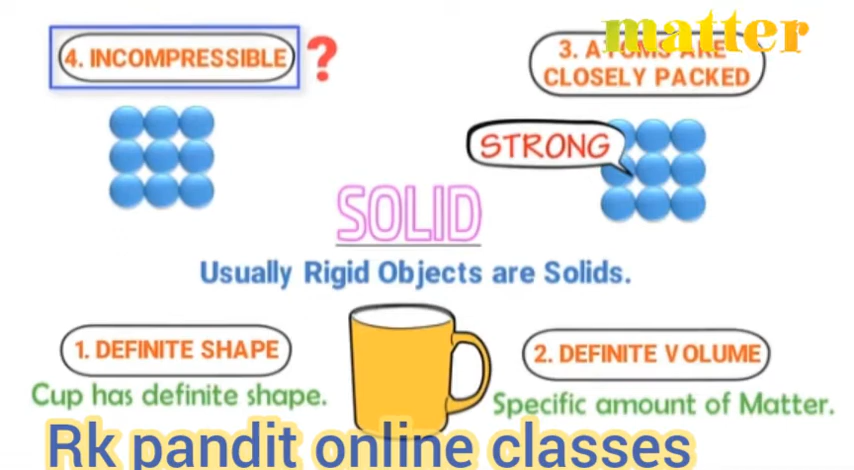 matter
4. INCOMPRESSIBLE ?
3. ATOMS ARE
CLOSELY PACKED
STRONG
SOLID
Usually Rigid Objects are Solids.
1. DEFINITE SHAPE
2. DEFINITE VOLUME
Cup has definite shape.
Specific amount of Matter.
Rk pandit online classes